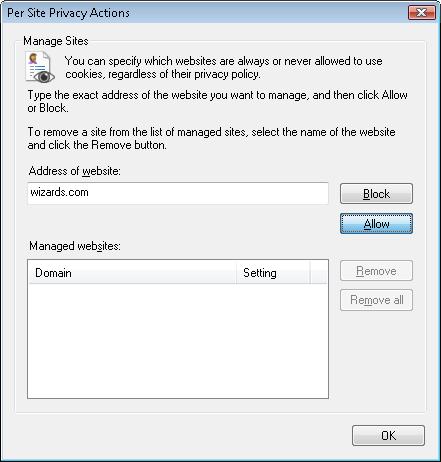 Per Site Privacy Actions
Manage Sites
You can specify which websites are always or never allowed to use
cookies, regardless of their privacy policy.
Type the exact address of the website you want to manage, and then click Allow
or Block.
To remove a site from the list of managed sites, select the name of the website
and click the Remove button.
Address of website:
wizards.com
Block
Allow
Managed websites:
Domain Setting
Remove
Remove all
OK